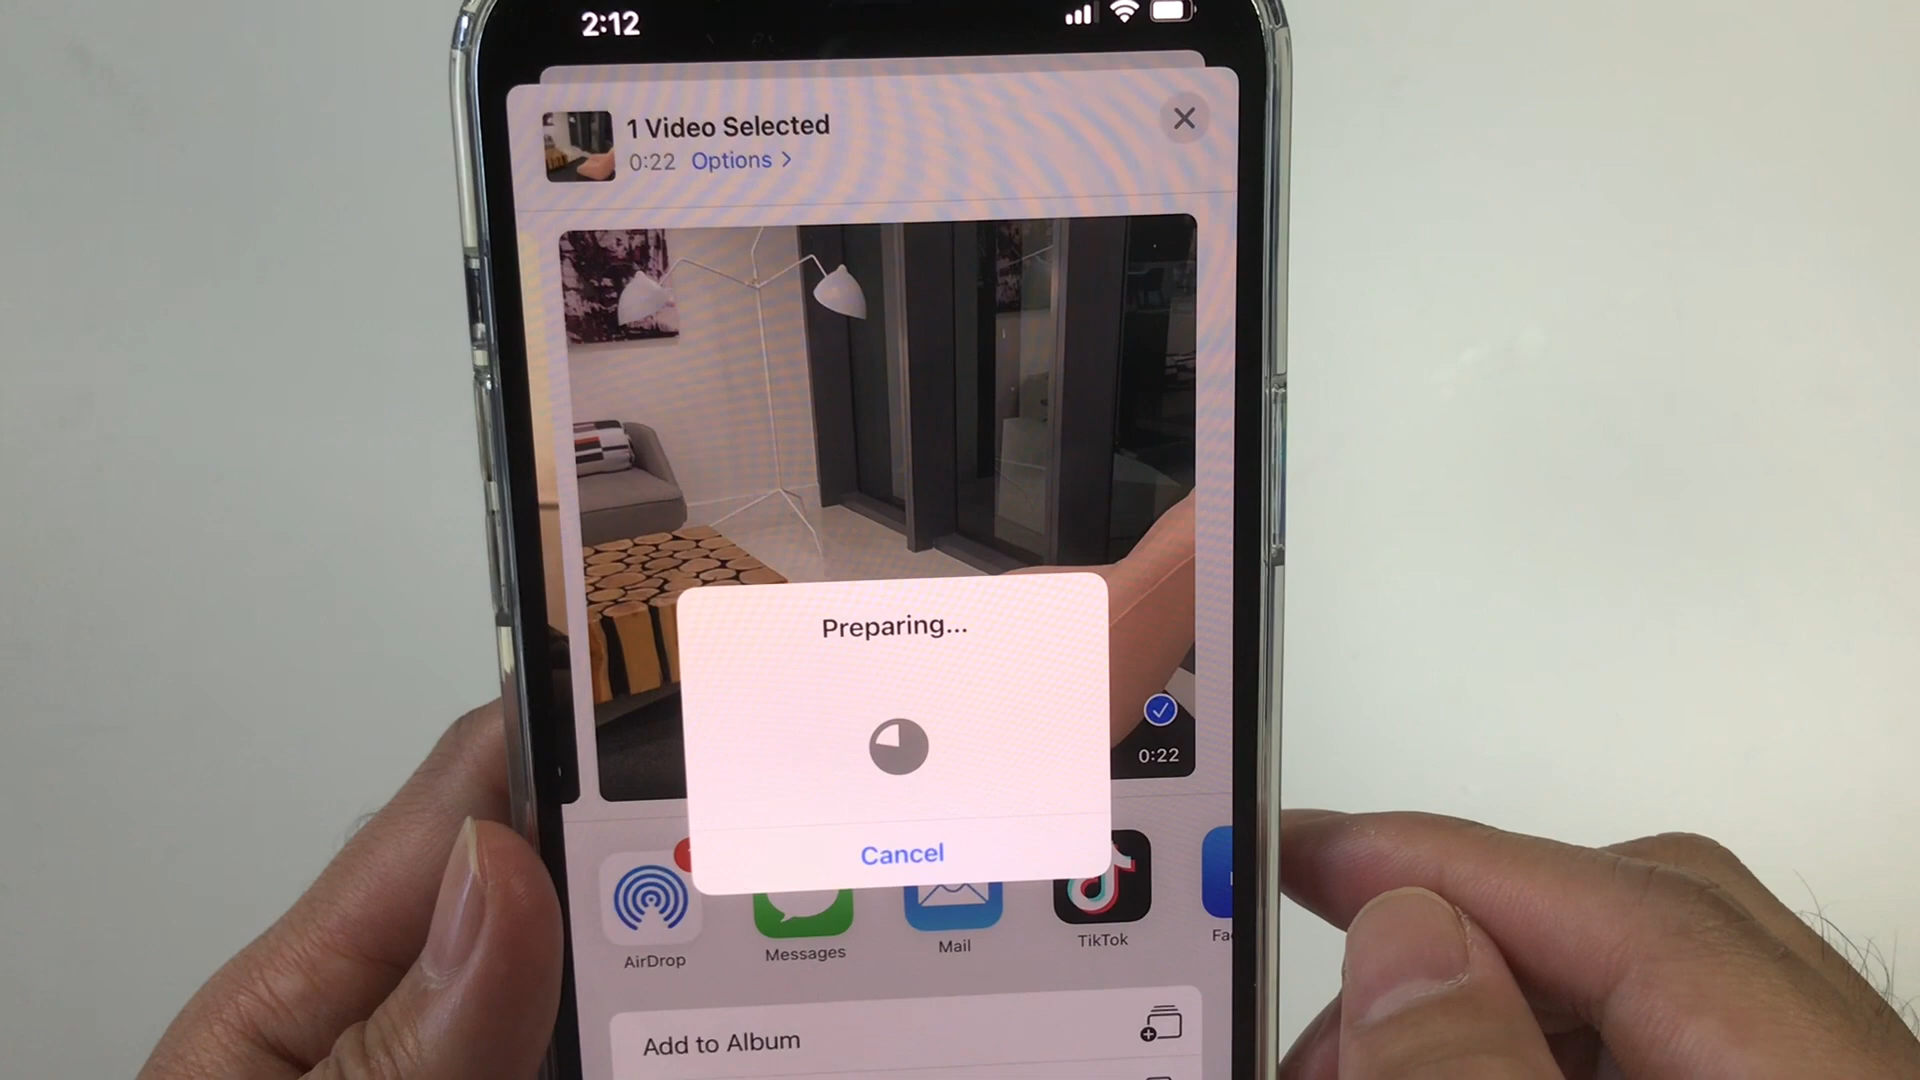 2:12
1 Video Selected
0:22 Options >
Preparing...
0:22
Cancel
AirDrop
Messages
Mail
TikTok
Fa
Add to Album